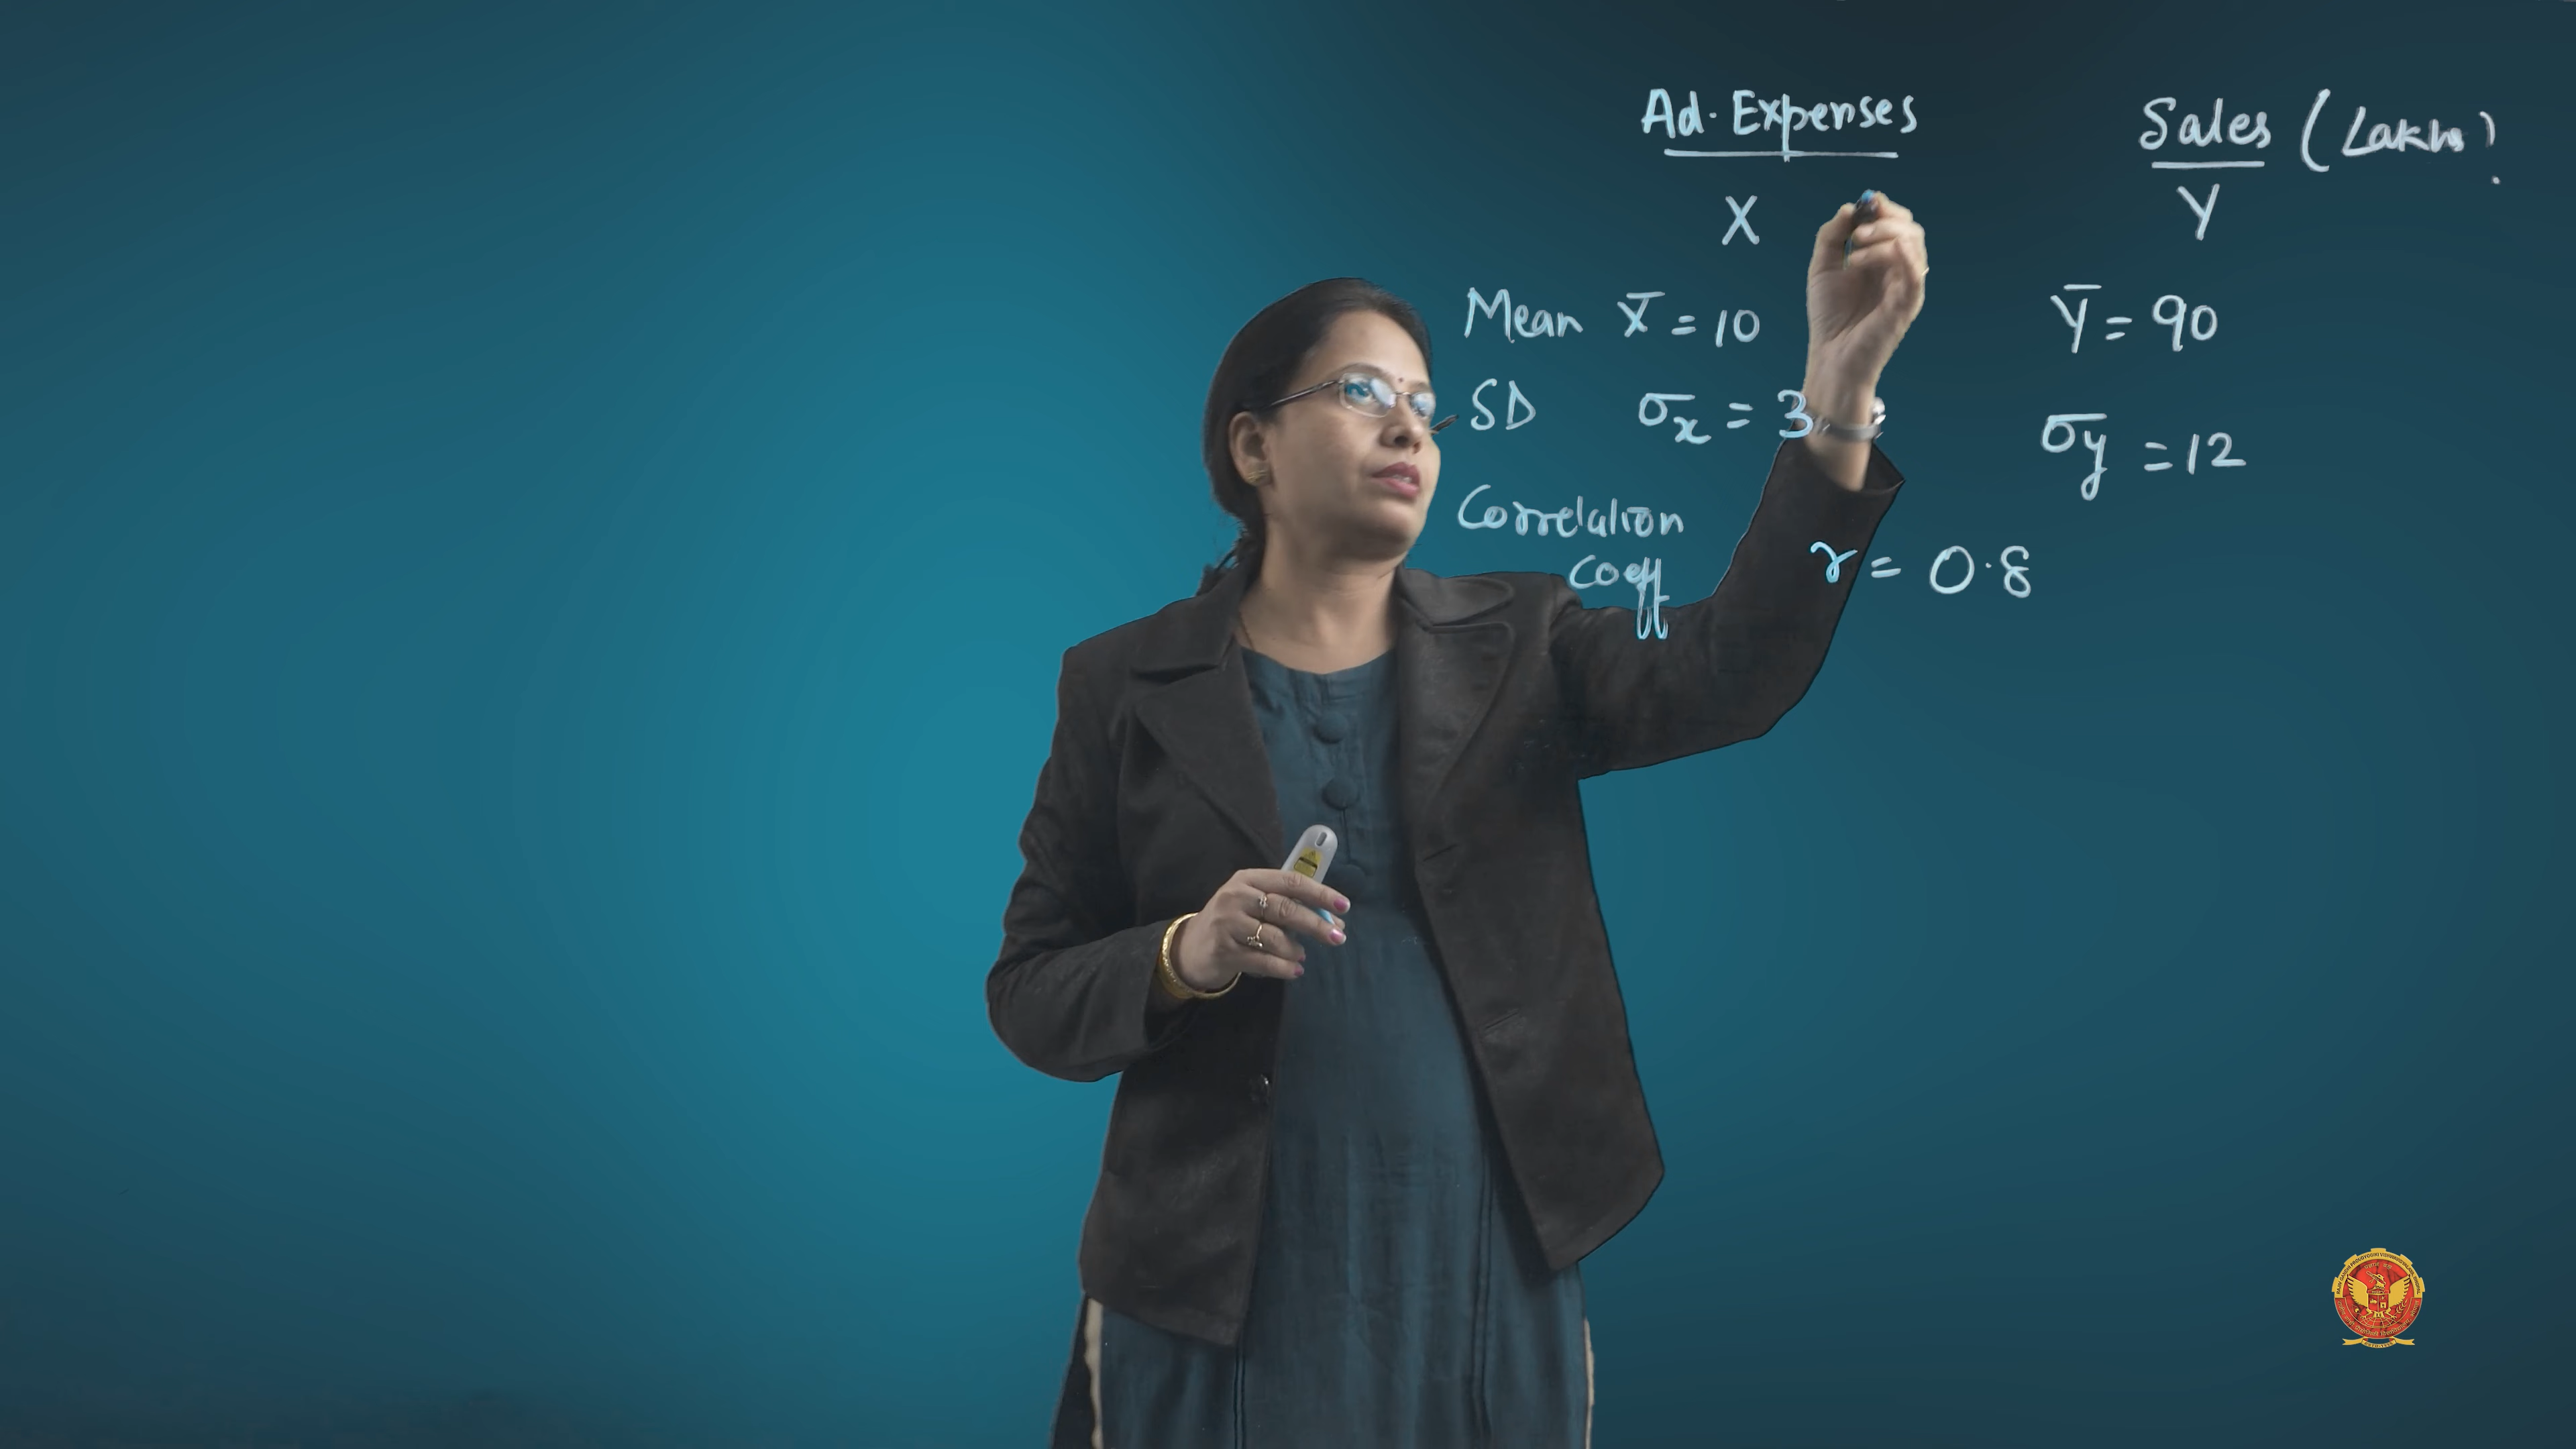 Ad. Expenses Sales (Lakhs)
X Y
Mean X̅ = 10 Y̅ = 90
SD σx = 3 σy = 12
Correlation
Coeff r = 0.8